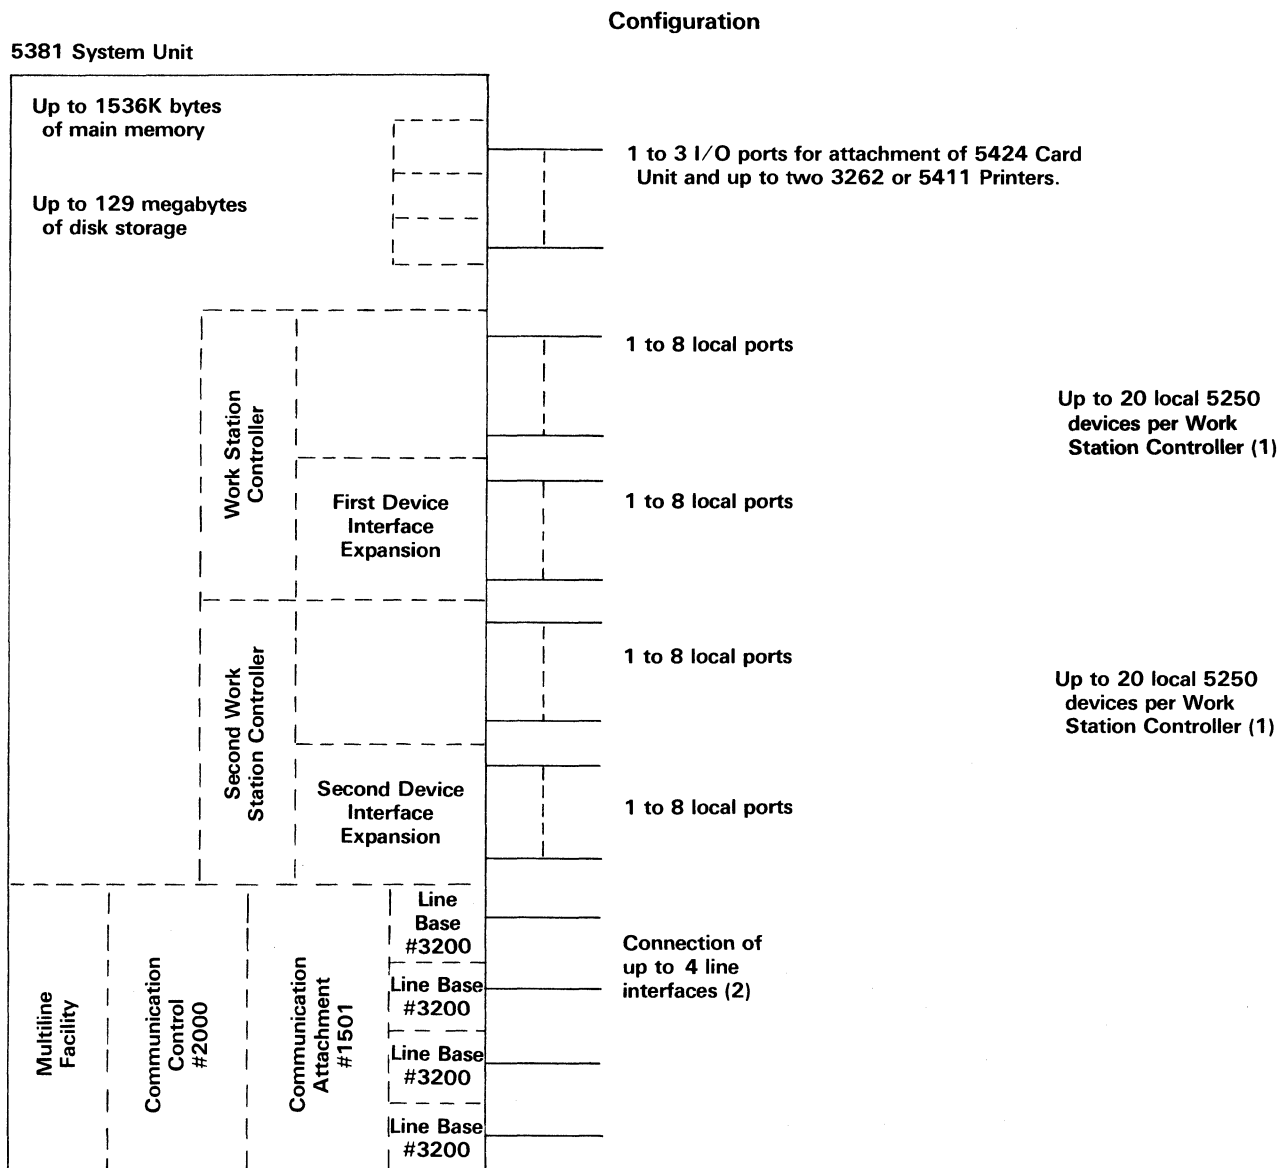 Configuration
5381 System Unit
Up to 1536K bytes
of main memory
1 to 3 I/O ports for attachment of 5424 Card
Unit and up to two 3262 or 5411 Printers.
Up to 129 megabytes
of disk storage
1 to 8 local ports
Work Station
Controller
Up to 20 local 5250
devices per Work
Station Controller (1)
First Device
Interface
Expansion
1 to 8 local ports
Second Work
Station Controller
1 to 8 local ports
Up to 20 local 5250
devices per Work
Station Controller (1)
Second Device
Interface
Expansion
1 to 8 local ports
Multiline
Facility
Communication
Control
#2000
Communication
Attachment
#1501
Line
Base
#3200
Line Base
#3200
Line Base
#3200
Line Base
#3200
Connection of
up to 4 line
interfaces (2)